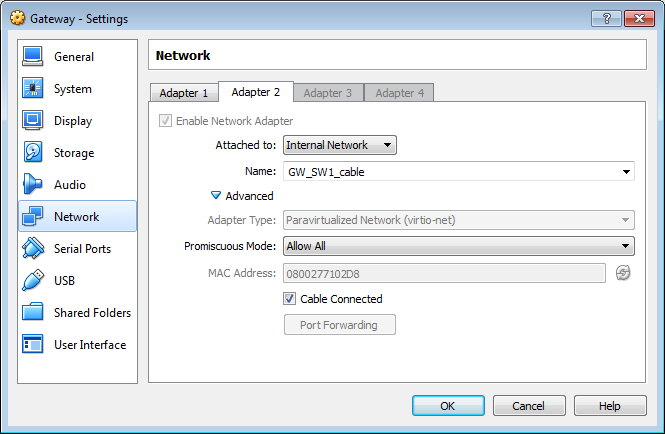 Gateway - Settings
General
System
Display
Storage
Audio
Network
Serial Ports
USB
Shared Folders
User Interface
Network
Adapter 1 Adapter 2 Adapter 3 Adapter 4
Enable Network Adapter
Attached to: Internal Network
Name: GW_SW1_cable
Advanced
Adapter Type: Paravirtualized Network (virtio-net)
Promiscuous Mode: Allow All
MAC Address: 0800277102D8
Cable Connected
Port Forwarding
OK Cancel Help